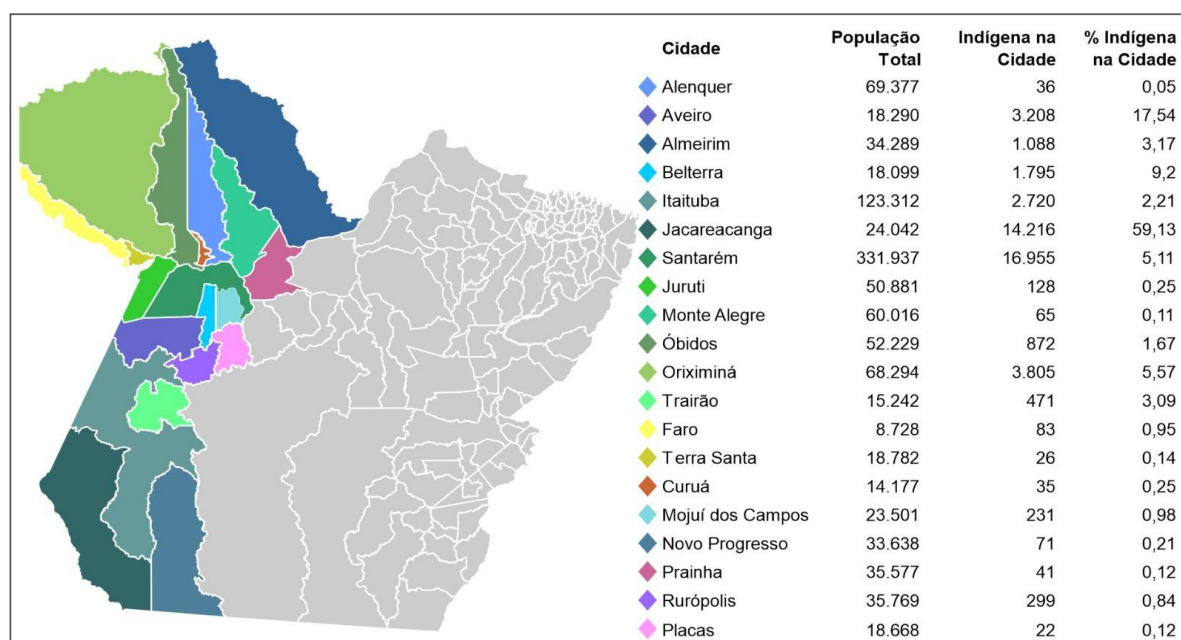 Cidade População Total Indígena na Cidade % Indígena na Cidade
Alenquer 69.377 36 0,05
Aveiro 18.290 3.208 17,54
Almeirim 34.289 1.088 3,17
Belterra 18.099 1.795 9,2
Itaituba 123.312 2.720 2,21
Jacareacanga 24.042 14.216 59,13
Santarém 331.937 16.955 5,11
Juruti 50.881 128 0,25
Monte Alegre 60.016 65 0,11
Óbidos 52.229 872 1,67
Oriximiná 68.294 3.805 5,57
Trairão 15.242 471 3,09
Faro 8.728 83 0,95
Terra Santa 18.782 26 0,14
Curuá 14.177 35 0,25
Mojuí dos Campos 23.501 231 0,98
Novo Progresso 33.638 71 0,21
Prainha 35.577 41 0,12
Rurópolis 35.769 299 0,84
Placas 18.668 22 0,12